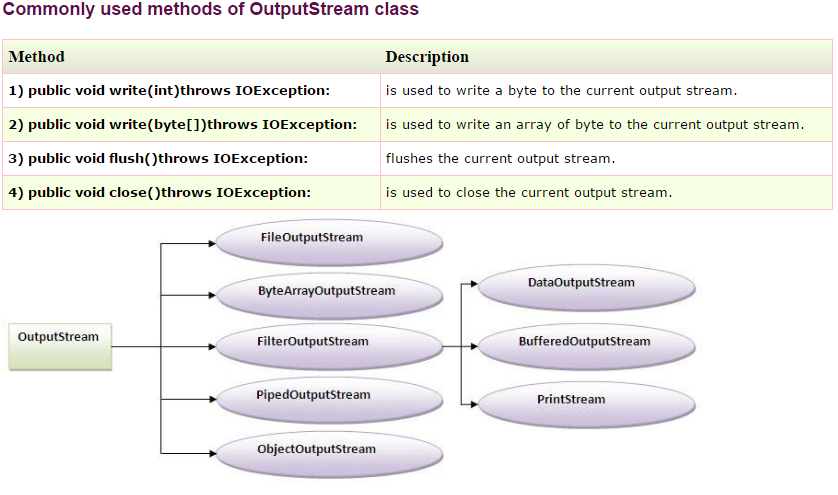 Commonly used methods of OutputStream class
Method Description
1) public void write(int)throws IOException: is used to write a byte to the current output stream.
2) public void write(byte[])throws IOException: is used to write an array of byte to the current output stream.
3) public void flush()throws IOException: flushes the current output stream.
4) public void close()throws IOException: is used to close the current output stream.
FileOutputStream
ByteArrayOutputStream
DataOutputStream
OutputStream
FilterOutputStream
BufferedOutputStream
PipedOutputStream
PrintStream
ObjectOutputStream